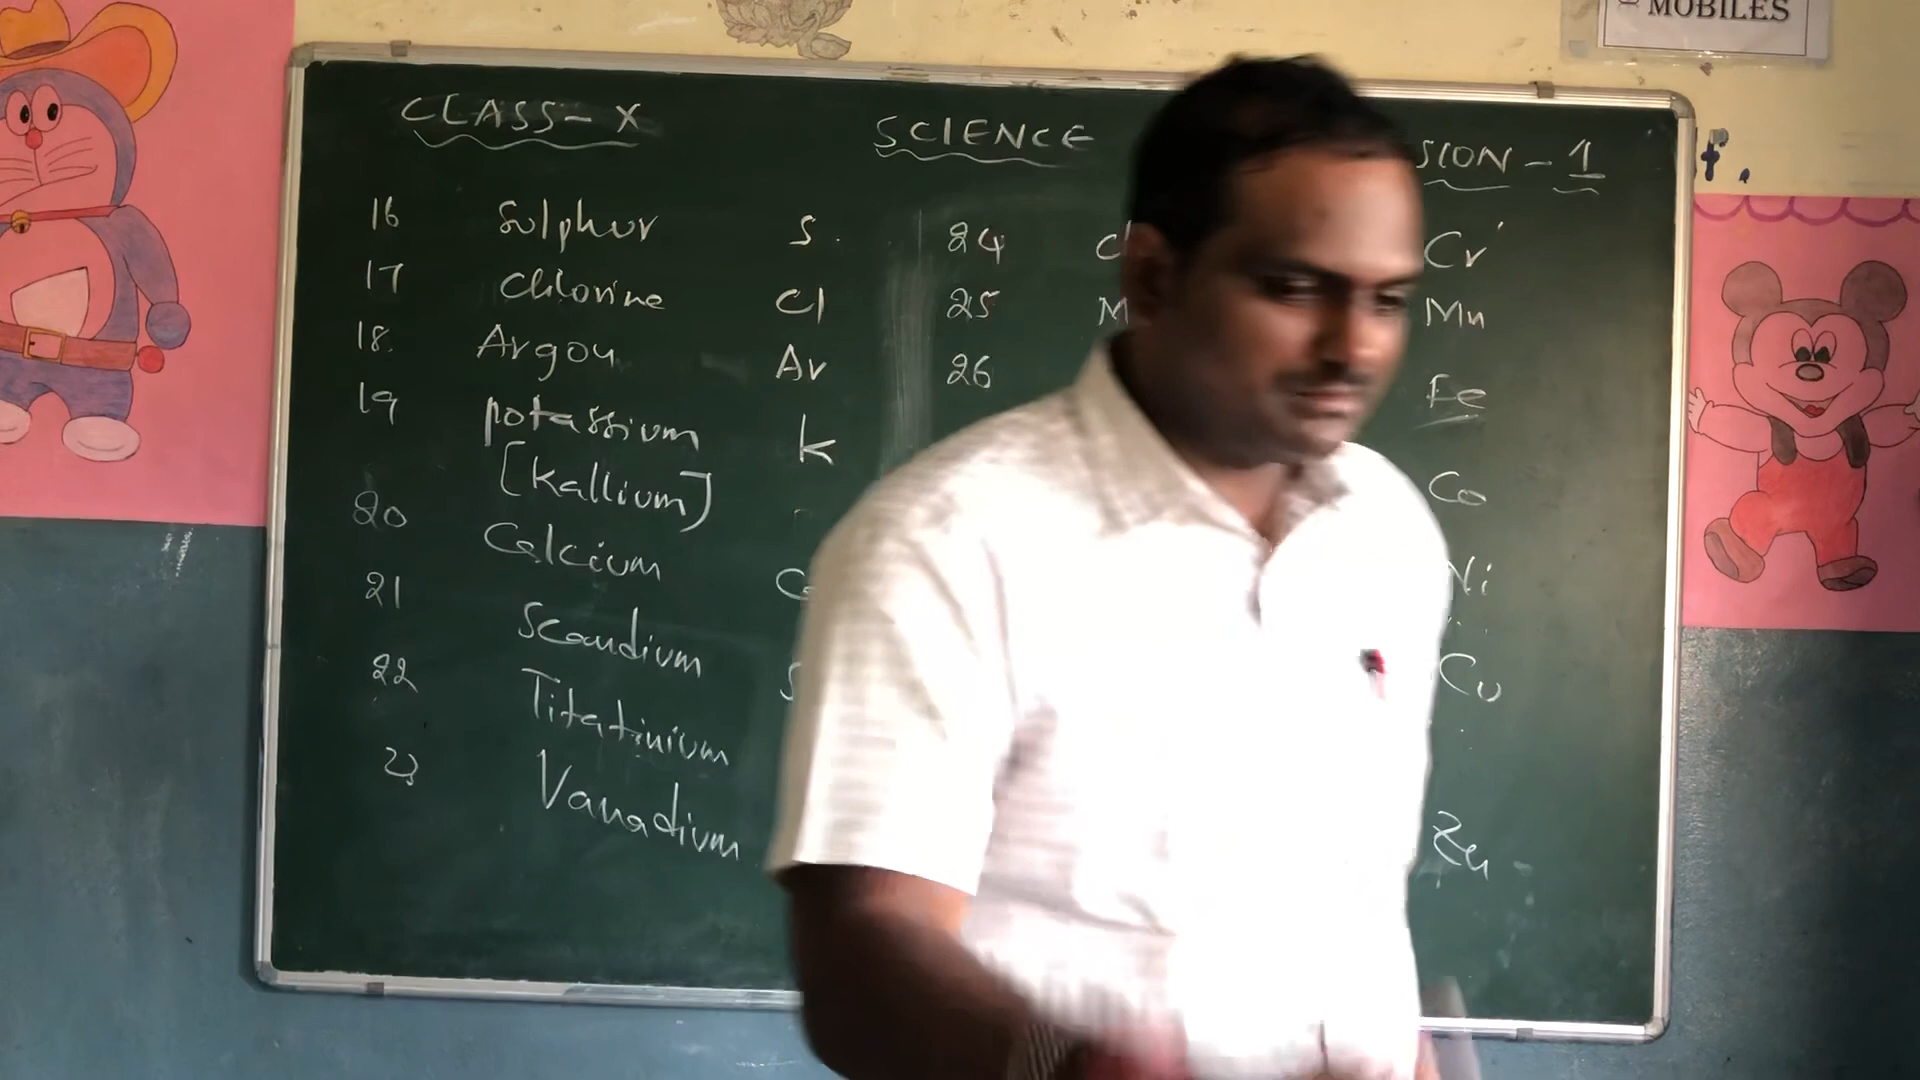 MOBILES
CLASS - X SCIENCE SION - 1
16 Sulphur S.
17 Chlorine Cl
18. Argon Ar
19 potassium K
[Kallium]
20 Calcium
21 Scandium
22 Titatinium
23 Vanadium
24 Cr
25 M Mn
26 Fe
Co
Ni
Cu
Zn